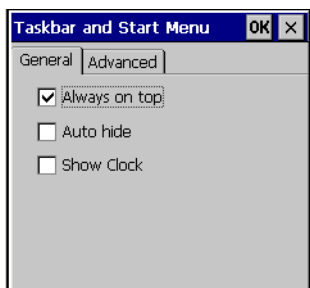 Taskbar and Start Menu OK ×
General Advanced
Always on top
Auto hide
Show Clock